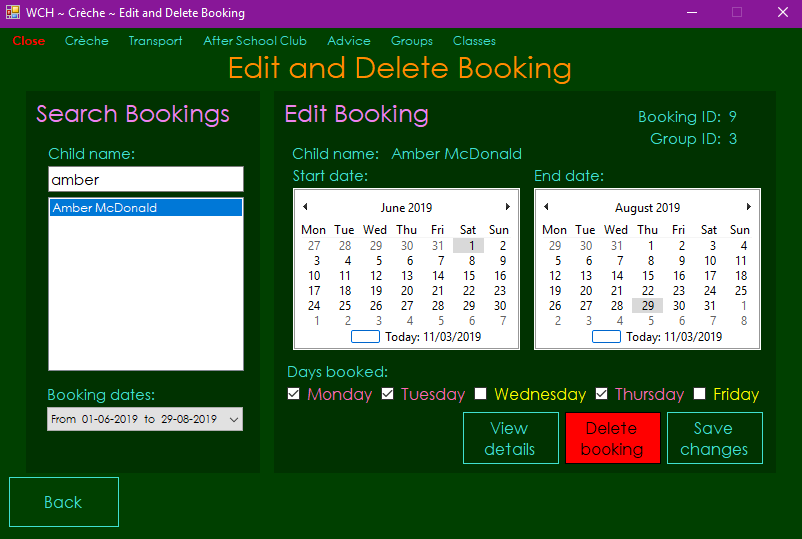 WCH ~ Crèche ~ Edit and Delete Booking
Close Crèche Transport After School Club Advice Groups Classes
Edit and Delete Booking
Search Bookings
Child name:
amber
Amber McDonald
Booking dates:
From 01-06-2019 to 29-08-2019
Edit Booking
Booking ID: 9
Group ID: 3
Child name: Amber McDonald
Start date:
June 2019
Mon Tue Wed Thu Fri Sat Sun
27 28 29 30 31 1 2
3 4 5 6 7 8 9
10 11 12 13 14 15 16
17 18 19 20 21 22 23
24 25 26 27 28 29 30
1 2 3 4 5 6 7
Today: 11/03/2019
End date:
August 2019
Mon Tue Wed Thu Fri Sat Sun
29 30 31 1 2 3 4
5 6 7 8 9 10 11
12 13 14 15 16 17 18
19 20 21 22 23 24 25
26 27 28 29 30 31 1
2 3 4 5 6 7 8
Today: 11/03/2019
Days booked:
Monday Tuesday Wednesday Thursday Friday
View
details
Delete
booking
Save
changes
Back